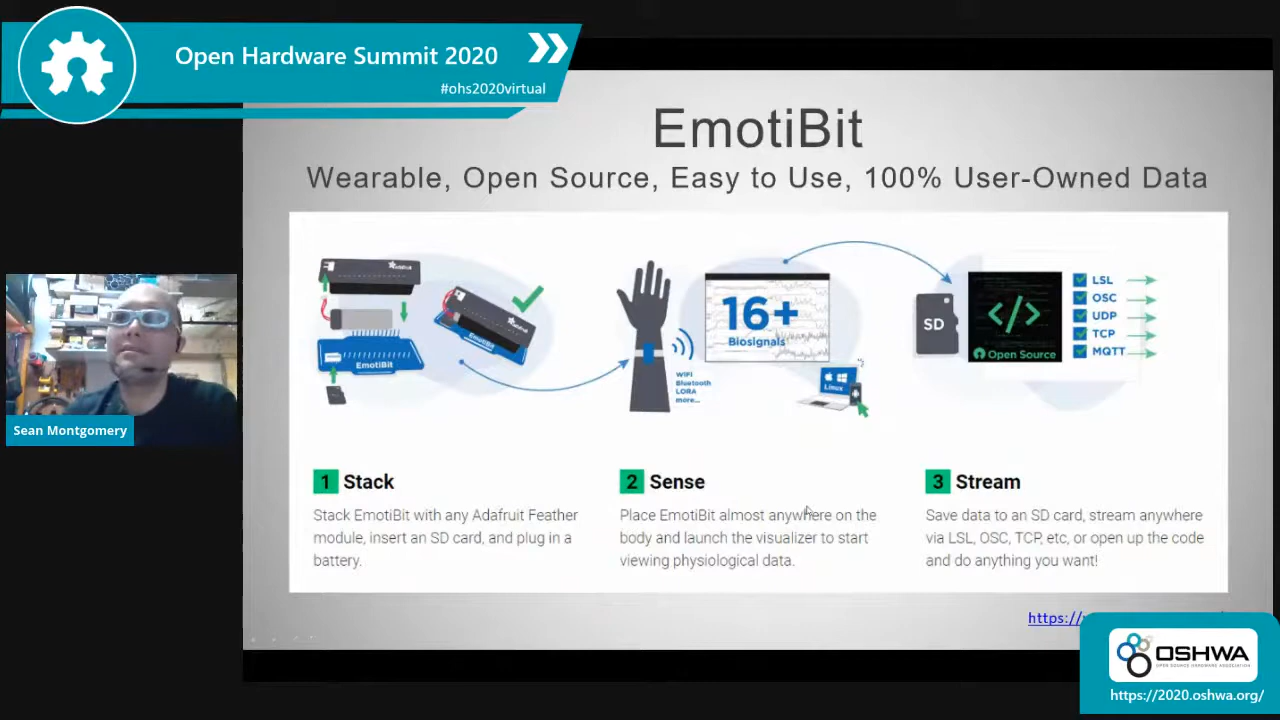 Open Hardware Summit 2020
#ohs2020virtual
EmotiBit
Wearable, Open Source, Easy to Use, 100% User-Owned Data
EmotiBit
EmotiBit
16+
Biosignals
WIFI
Bluetooth
LORA
more...
Linux
SD
</>
Open Source
LSL
OSC
UDP
TCP
MQTT
Sean Montgomery
1 Stack
Stack EmotiBit with any Adafruit Feather
module, insert an SD card, and plug in a
battery.
2 Sense
Place EmotiBit almost anywhere on the
body and launch the visualizer to start
viewing physiological data.
3 Stream
Save data to an SD card, stream anywhere
via LSL, OSC, TCP, etc, or open up the code
and do anything you want!
https://
OSHWA
OPEN SOURCE HARDWARE ASSOCIATION
https://2020.oshwa.org/